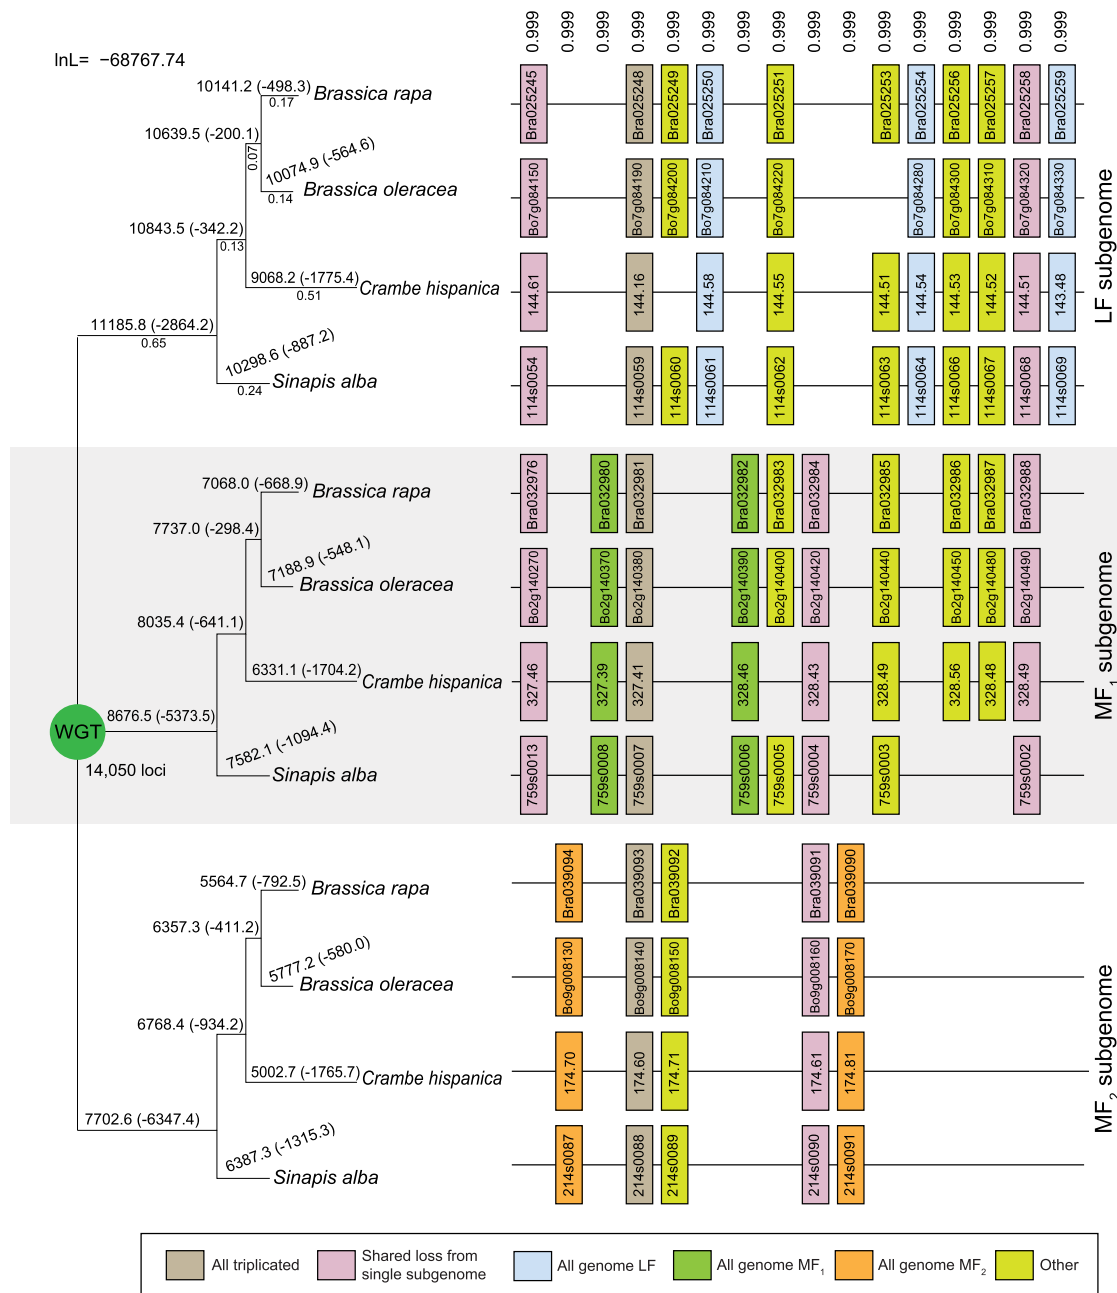 0.999 0.999 0.999 0.999 0.999 0.999 0.999 0.999 0.999 0.999 0.999 0.999 0.999 0.999 0.999 0.999
lnL= −68767.74
10141.2 (-498.3)
0.17
Brassica rapa
10639.5 (-200.1)
0.07
10074.9 (-564.6)
0.14
Brassica oleracea
10843.5 (-342.2)
0.13
9068.2 (-1775.4)
0.51
Crambe hispanica
11185.8 (-2864.2)
0.65
10298.6 (-887.2)
0.24
Sinapis alba
Bra025245 Bra025248 Bra025249 Bra025250 Bra025251 Bra025253 Bra025254 Bra025256 Bra025257 Bra025258 Bra025259
Bo7g084150 Bo7g084190 Bo7g084200 Bo7g084210 Bo7g084220 Bo7g084280 Bo7g084300 Bo7g084310 Bo7g084320 Bo7g084330
144.61 144.16 144.58 144.55 144.51 144.54 144.53 144.52 144.51 143.48
114s0054 114s0059 114s0060 114s0061 114s0062 114s0063 114s0064 114s0066 114s0067 114s0068 114s0069
LF subgenome
7068.0 (-668.9)
Brassica rapa
7737.0 (-298.4)
7188.9 (-548.1)
Brassica oleracea
8035.4 (-641.1)
6331.1 (-1704.2)
Crambe hispanica
WGT
8676.5 (-5373.5)
14,050 loci
7582.1 (-1094.4)
Sinapis alba
Bra032976 Bra032980 Bra032981 Bra032982 Bra032983 Bra032984 Bra032985 Bra032986 Bra032987 Bra032988
Bo2g140270 Bo2g140370 Bo2g140380 Bo2g140390 Bo2g140400 Bo2g140420 Bo2g140440 Bo2g140450 Bo2g140480 Bo2g140490
327.46 327.39 327.41 328.46 328.43 328.49 328.56 328.48 328.49
759s0013 759s0008 759s0007 759s0006 759s0005 759s0004 759s0003 759s0002
MF1 subgenome
5564.7 (-792.5)
Brassica rapa
6357.3 (-411.2)
5777.2 (-580.0)
Brassica oleracea
6768.4 (-934.2)
5002.7 (-1765.7)
Crambe hispanica
7702.6 (-6347.4)
6387.3 (-1315.3)
Sinapis alba
Bra039094 Bra039093 Bra039092 Bra039091 Bra039090
Bo9g008130 Bo9g008140 Bo9g008150 Bo9g008160 Bo9g008170
174.70 174.60 174.71 174.61 174.81
214s0087 214s0088 214s0089 214s0090 214s0091
MF2 subgenome
All triplicated
Shared loss from
single subgenome
All genome LF
All genome MF1
All genome MF2
Other